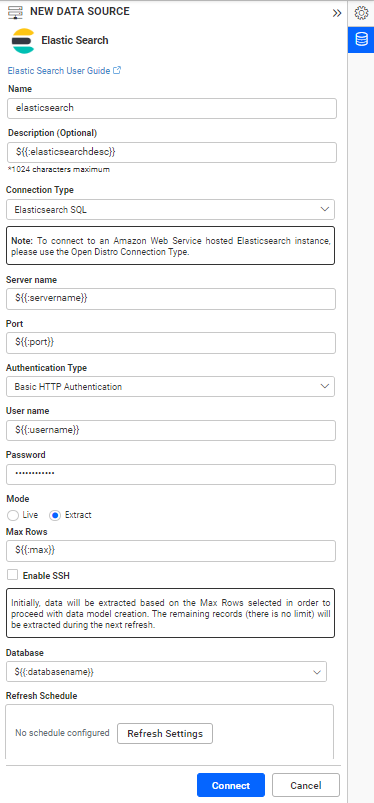 NEW DATA SOURCE
Elastic Search
Elastic Search User Guide
Name
elasticsearch
Description (Optional)
${{:elasticsearchdesc}}
*1024 characters maximum
Connection Type
Elasticsearch SQL
Note: To connect to an Amazon Web Service hosted Elasticsearch instance,
please use the Open Distro Connection Type.
Server name
${{:servername}}
Port
${{:port}}
Authentication Type
Basic HTTP Authentication
User name
${{:username}}
Password
••••••••••••
Mode
Live Extract
Max Rows
${{:max}}
Enable SSH
Initially, data will be extracted based on the Max Rows selected in order to
proceed with data model creation. The remaining records (there is no limit) will
be extracted during the next refresh.
Database
${{:databasename}}
Refresh Schedule
No schedule configured Refresh Settings
Connect Cancel